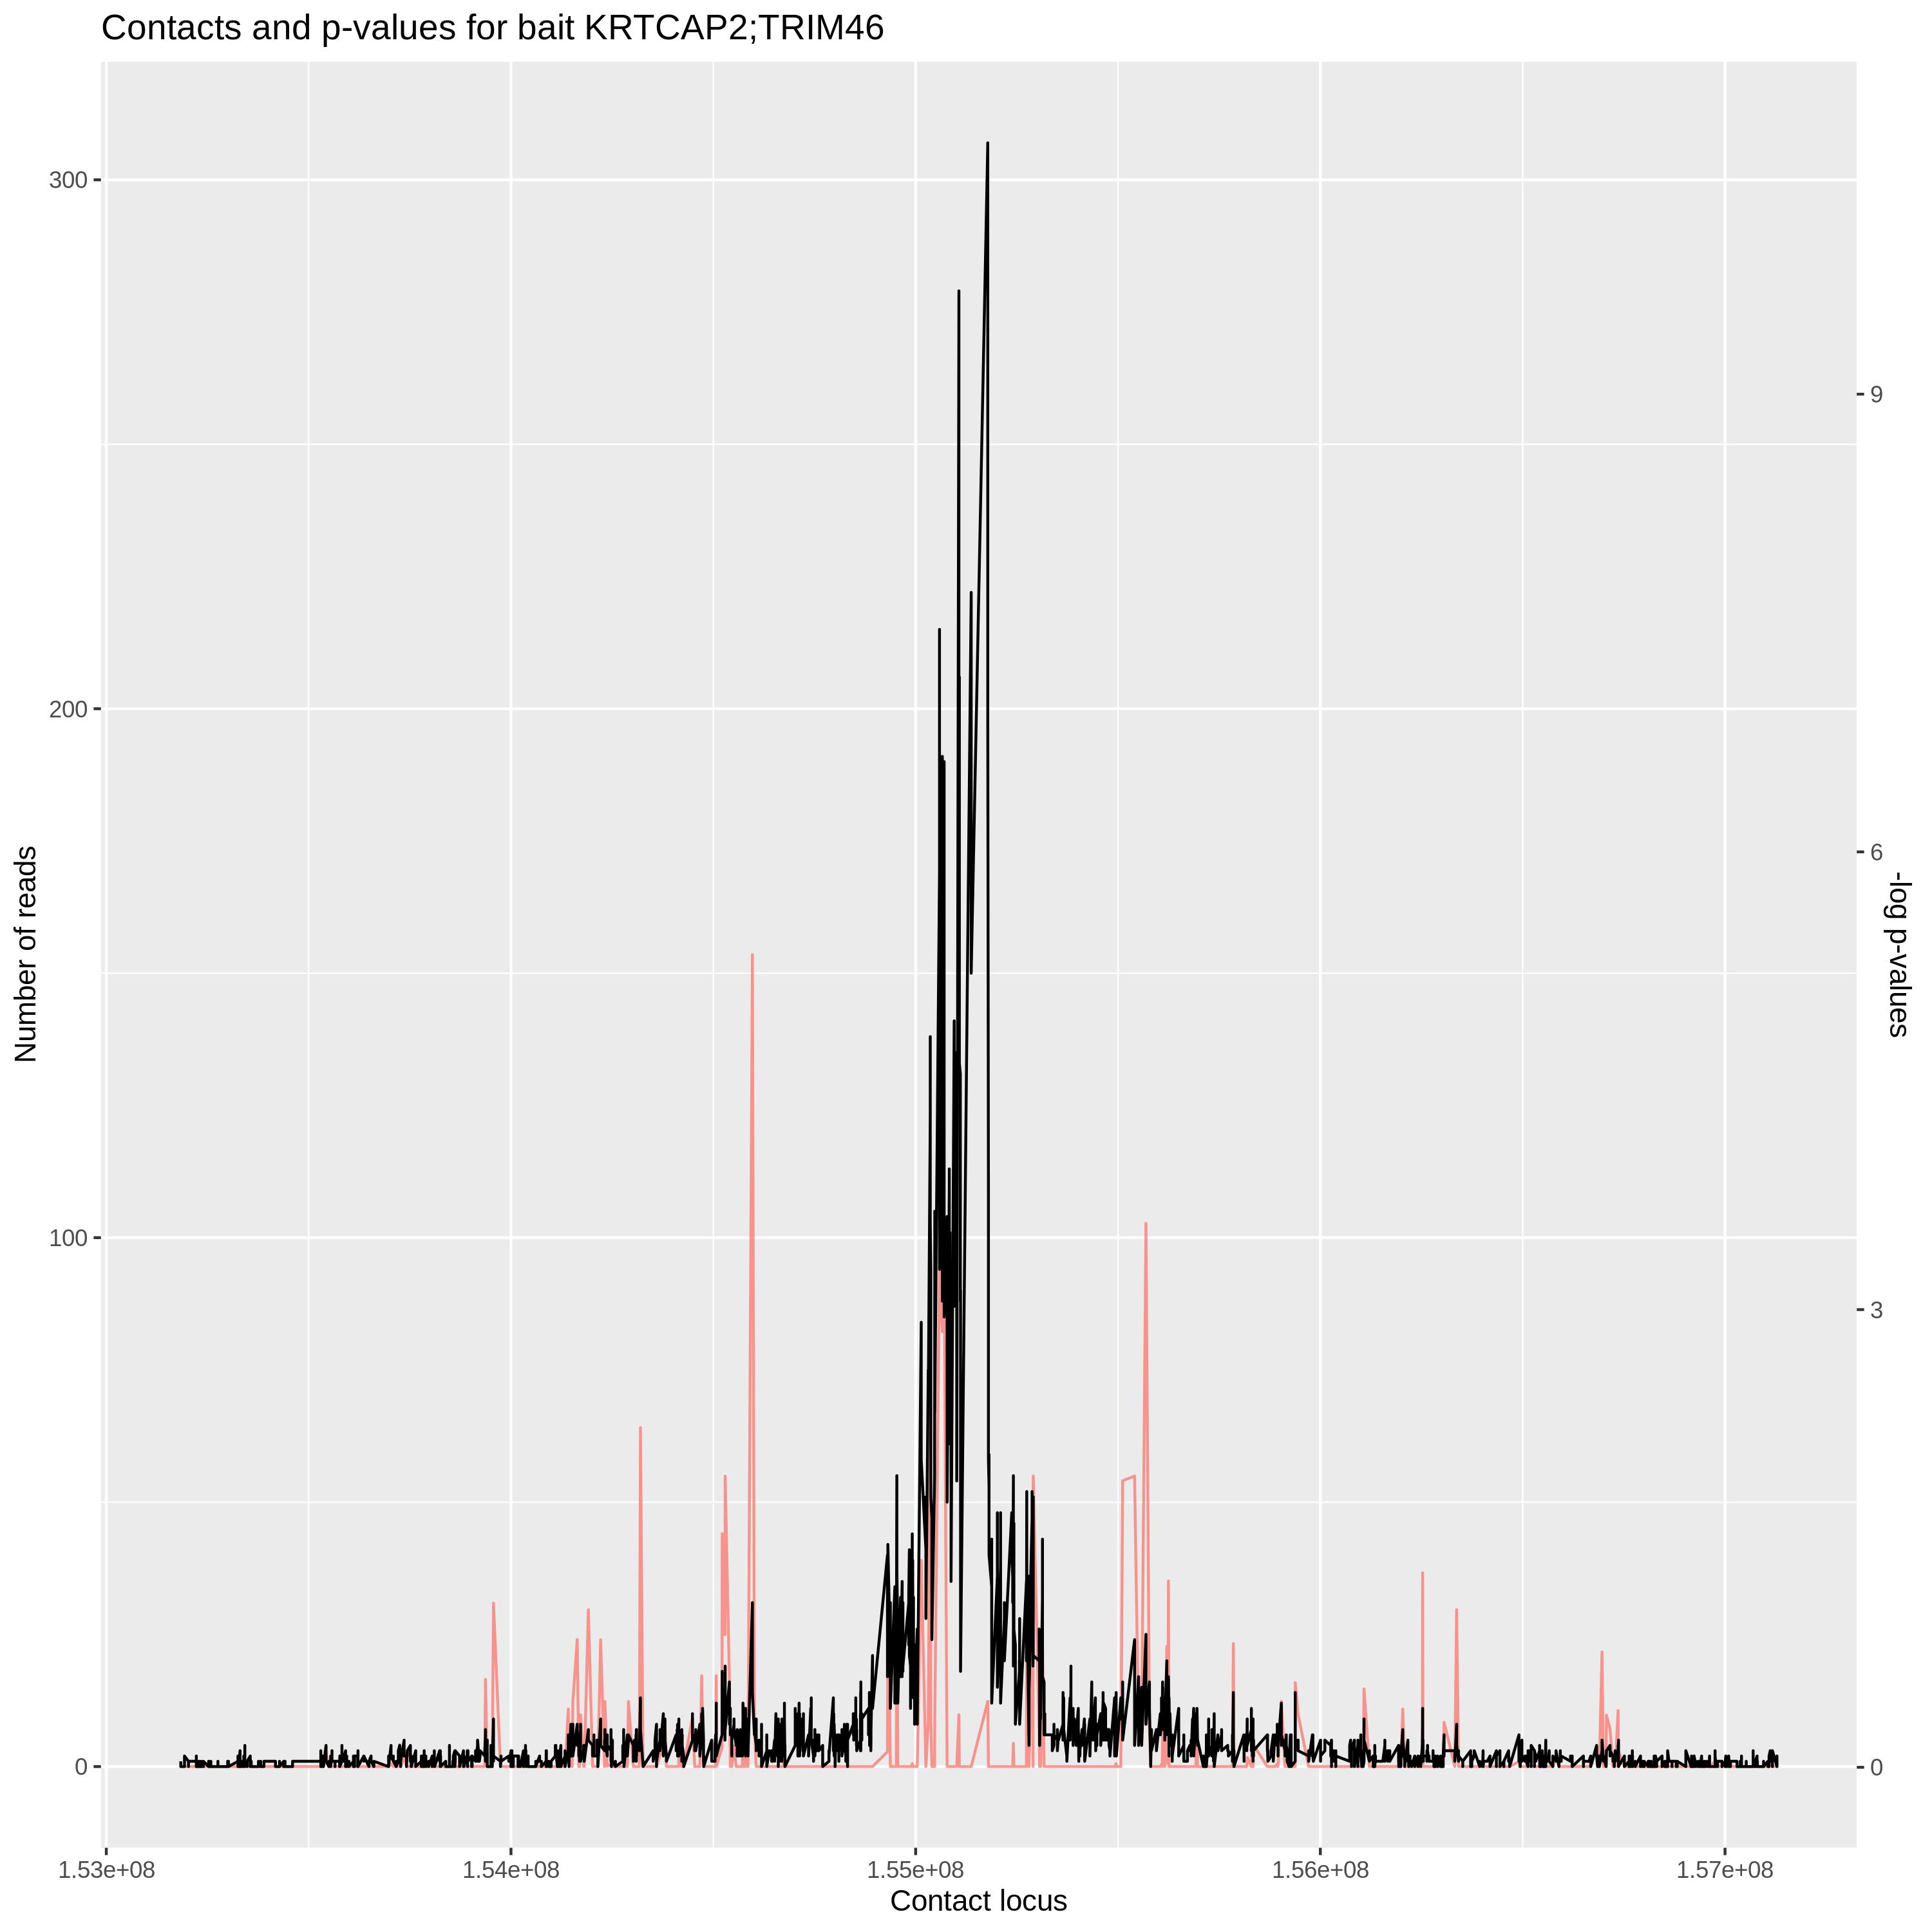 Contacts and p-values for bait KRTCAP2;TRIM46
300
200
100
0
Number of reads
9
6
3
0
-log p-values
1.53e+08 1.54e+08 1.55e+08 1.56e+08 1.57e+08
Contact locus